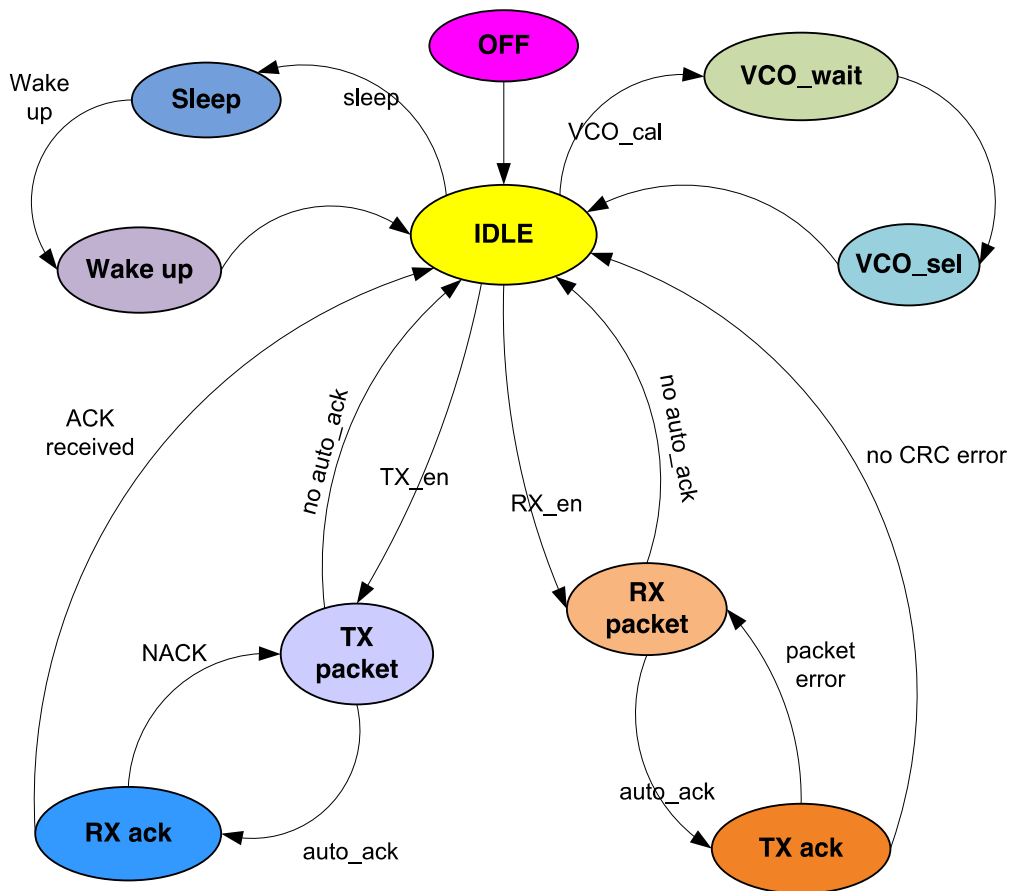 OFF
VCO_wait
Wake
up
Sleep
sleep
VCO_cal
IDLE
Wake up
VCO_sel
ACK
received
no auto_ack
TX_en
RX_en
no auto_ack
no CRC error
RX
packet
TX
packet
NACK
packet
error
auto_ack
RX ack
auto_ack
TX ack